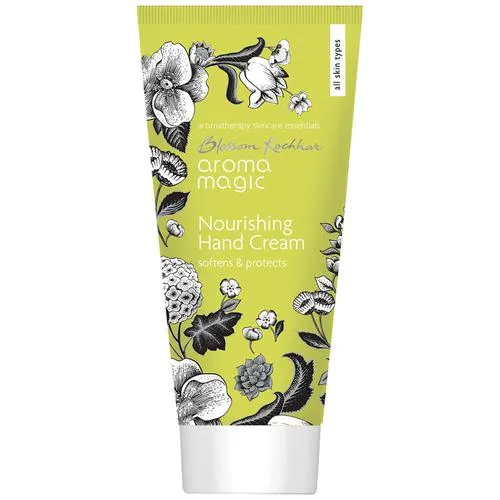 all skin types
aromatherapy skincare essentials
Blossom Kochhar
aroma
magic
Nourishing
Hand Cream
softens & protects